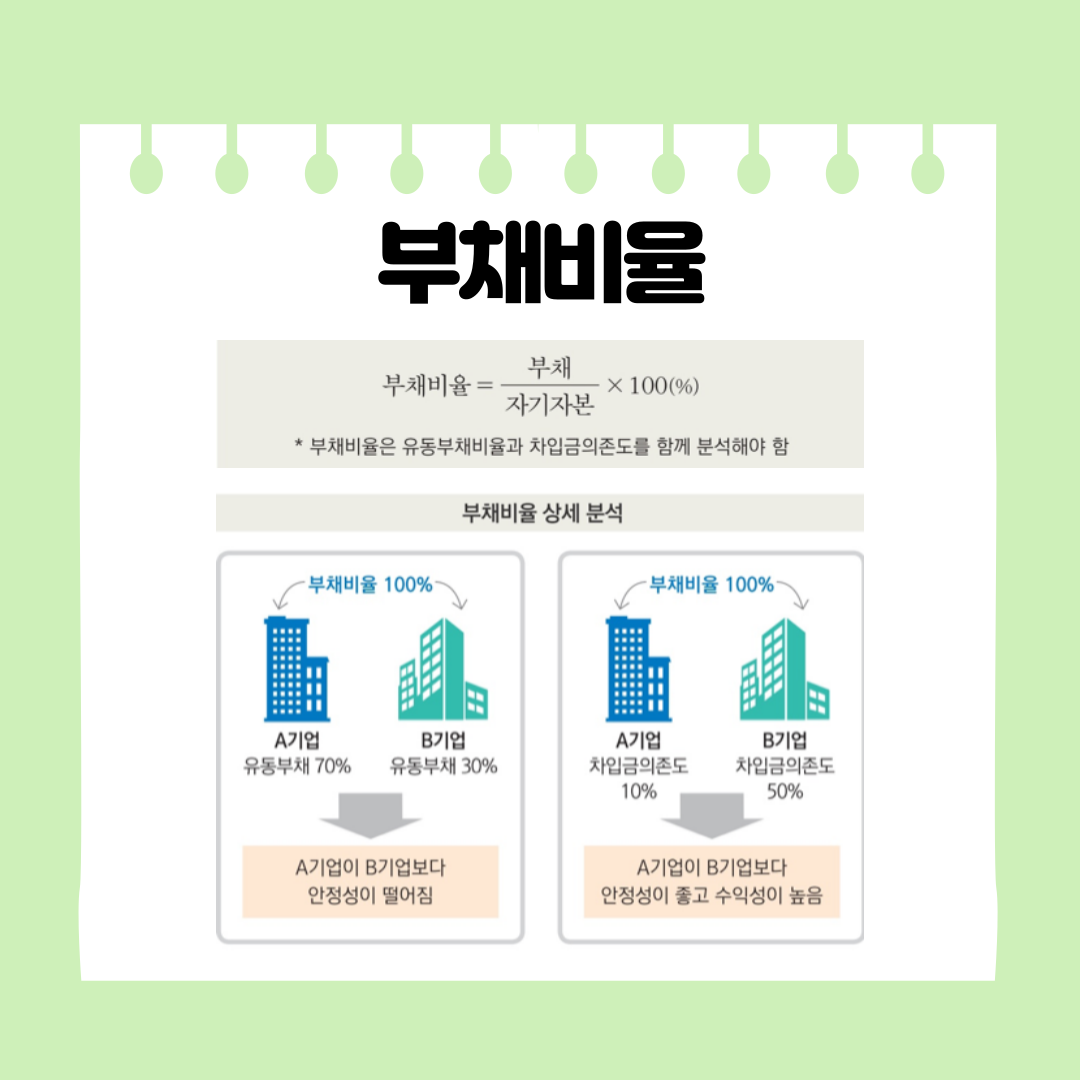 부채비율
부채비율 = 부채 / 자기자본 × 100(%)
* 부채비율은 유동부채비율과 차입금의존도를 함께 분석해야 함
부채비율 상세 분석
부채비율 100%
A기업
유동부채 70%
B기업
유동부채 30%
A기업이 B기업보다
안정성이 떨어짐
부채비율 100%
A기업
차입금의존도
10%
B기업
차입금의존도
50%
A기업이 B기업보다
안정성이 좋고 수익성이 높음